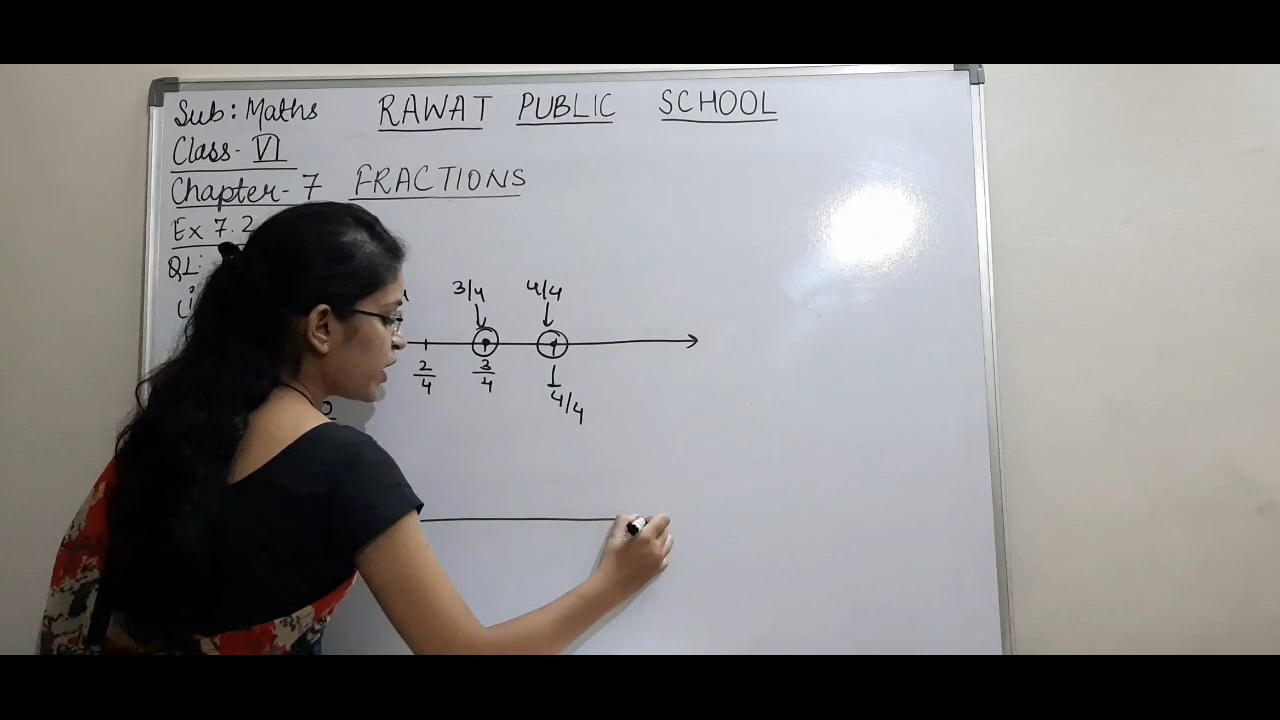 Sub: Maths RAWAT PUBLIC SCHOOL
Class- VI
Chapter- 7 FRACTIONS
Ex 7.2
3/4 4/4
2/4 3/4 4/4